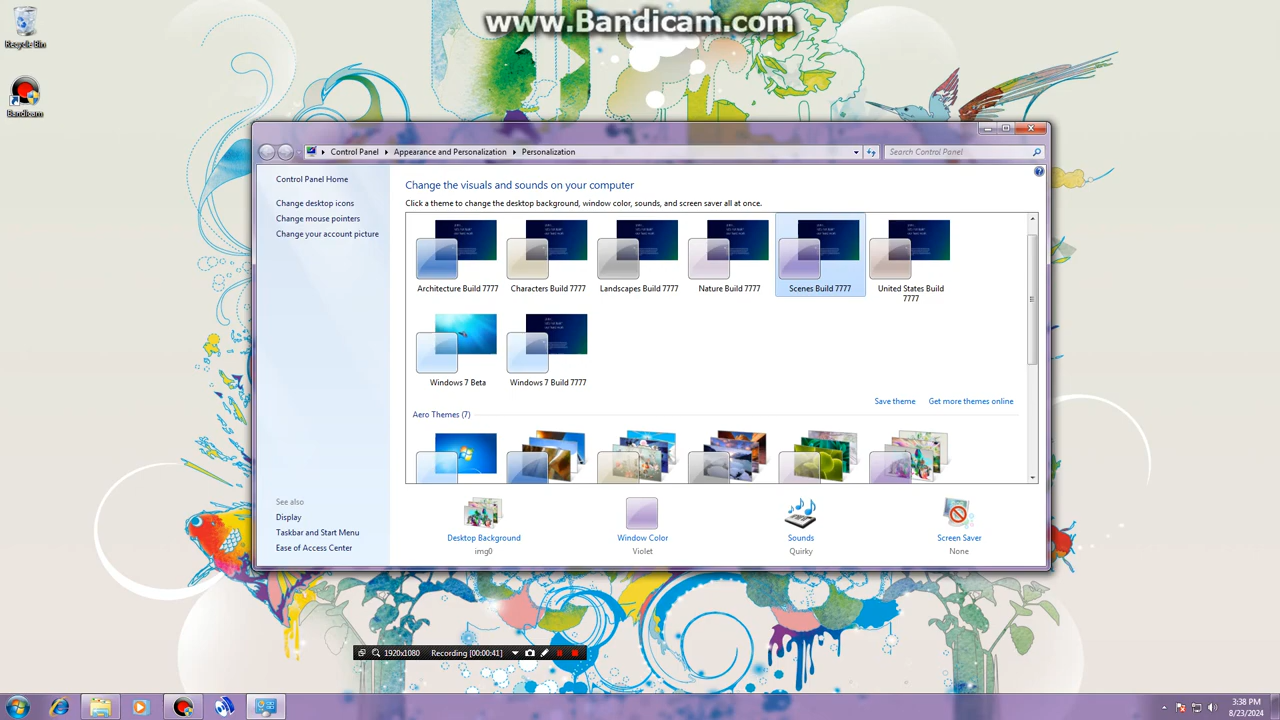 www.Bandicam.com
Recycle Bin
Bandicam
Control Panel Appearance and Personalization Personalization
Search Control Panel
Control Panel Home
Change desktop icons
Change mouse pointers
Change your account picture
Change the visuals and sounds on your computer
Click a theme to change the desktop background, window color, sounds, and screen saver all at once.
Architecture Build 7777
Characters Build 7777
Landscapes Build 7777
Nature Build 7777
Scenes Build 7777
United States Build
7777
Windows 7 Beta
Windows 7 Build 7777
Save theme
Get more themes online
Aero Themes (7)
See also
Display
Taskbar and Start Menu
Ease of Access Center
Desktop Background
img0
Window Color
Violet
Sounds
Quirky
Screen Saver
None
1920x1080 Recording [00:00:41]
3:38 PM
8/23/2024